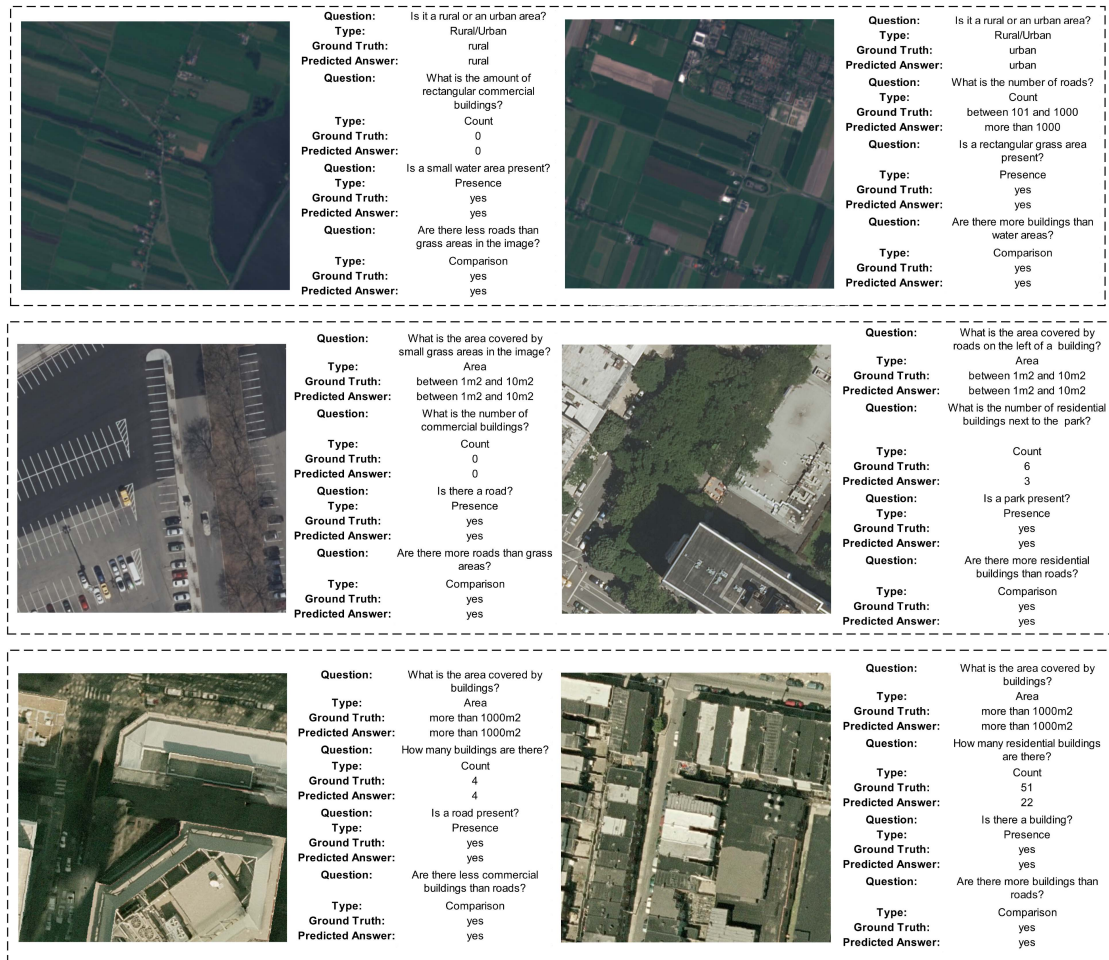 Question: Is it a rural or an urban area?
Type: Rural/Urban
Ground Truth: rural
Predicted Answer: rural
Question: What is the amount of
rectangular commercial
buildings?
Type: Count
Ground Truth: 0
Predicted Answer: 0
Question: Is a small water area present?
Type: Presence
Ground Truth: yes
Predicted Answer: yes
Question: Are there less roads than
grass areas in the image?
Type: Comparison
Ground Truth: yes
Predicted Answer: yes
Question: Is it a rural or an urban area?
Type: Rural/Urban
Ground Truth: urban
Predicted Answer: urban
Question: What is the number of roads?
Type: Count
Ground Truth: between 101 and 1000
Predicted Answer: more than 1000
Question: Is a rectangular grass area
present?
Type: Presence
Ground Truth: yes
Predicted Answer: yes
Question: Are there more buildings than
water areas?
Type: Comparison
Ground Truth: yes
Predicted Answer: yes
Question: What is the area covered by
small grass areas in the image?
Type: Area
Ground Truth: between 1m2 and 10m2
Predicted Answer: between 1m2 and 10m2
Question: What is the number of
commercial buildings?
Type: Count
Ground Truth: 0
Predicted Answer: 0
Question: Is there a road?
Type: Presence
Ground Truth: yes
Predicted Answer: yes
Question: Are there more roads than grass
areas?
Type: Comparison
Ground Truth: yes
Predicted Answer: yes
Question: What is the area covered by
roads on the left of a building?
Type: Area
Ground Truth: between 1m2 and 10m2
Predicted Answer: between 1m2 and 10m2
Question: What is the number of residential
buildings next to the park?
Type: Count
Ground Truth: 6
Predicted Answer: 3
Question: Is a park present?
Type: Presence
Ground Truth: yes
Predicted Answer: yes
Question: Are there more residential
buildings than roads?
Type: Comparison
Ground Truth: yes
Predicted Answer: yes
Question: What is the area covered by
buildings?
Type: Area
Ground Truth: more than 1000m2
Predicted Answer: more than 1000m2
Question: How many buildings are there?
Type: Count
Ground Truth: 4
Predicted Answer: 4
Question: Is a road present?
Type: Presence
Ground Truth: yes
Predicted Answer: yes
Question: Are there less commercial
buildings than roads?
Type: Comparison
Ground Truth: yes
Predicted Answer: yes
Question: What is the area covered by
buildings?
Type: Area
Ground Truth: more than 1000m2
Predicted Answer: more than 1000m2
Question: How many residential buildings
are there?
Type: Count
Ground Truth: 51
Predicted Answer: 22
Question: Is there a building?
Type: Presence
Ground Truth: yes
Predicted Answer: yes
Question: Are there more buildings than
roads?
Type: Comparison
Ground Truth: yes
Predicted Answer: yes